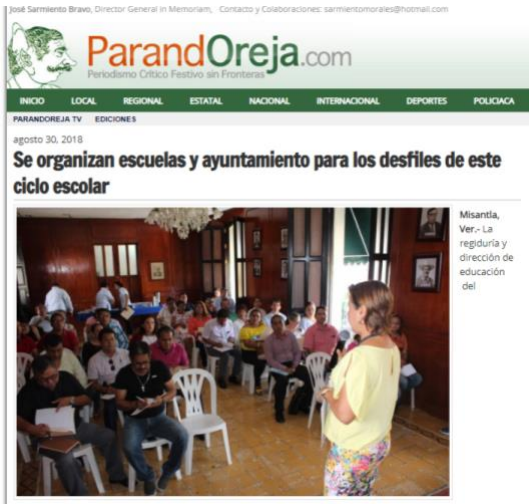 José Sarmiento Bravo, Director General in Memoriam, Contacto y Colaboraciones: sarmientomorales@hotmail.com
ParandOreja.com
Periodismo Crítico Festivo sin Fronteras
INICIO LOCAL REGIONAL ESTATAL NACIONAL INTERNACIONAL DEPORTES POLICIACA
PARANDOREJA TV EDICIONES
agosto 30, 2018
Se organizan escuelas y ayuntamiento para los desfiles de este
ciclo escolar
Misantla,
Ver.- La
regiduría y
dirección de
educación
del